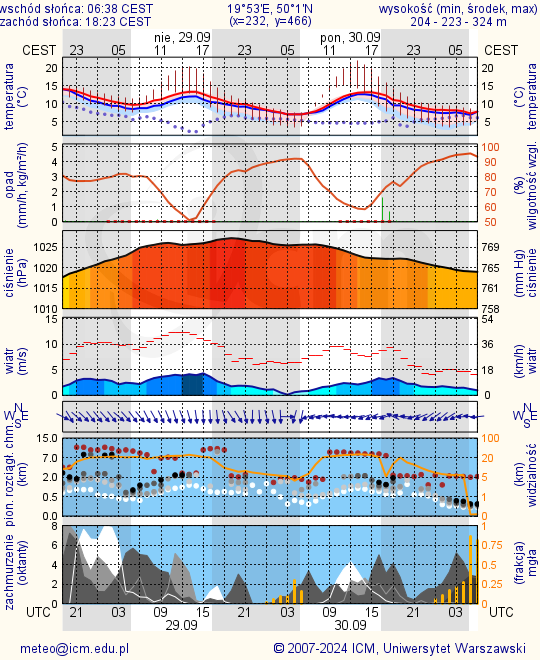 wschód słońca: 06:38 CEST 19°53'E, 50°1'N wysokość (min, środek, max)
zachód słońca: 18:23 CEST (x=232, y=466) 204 - 223 - 324 m
nie, 29.09 pon, 30.09
CEST 23 05 11 17 23 05 11 17 23 05 CEST
temperatura (°C)
20
15
10
5
20
15
10
5
(°C) temperatura
opad (mm/h, kg/m²/h)
5
4
3
2
1
0
100
90
80
70
60
50
(%) wilgotność wzgl.
ciśnienie (hPa)
1025
1020
1015
1010
769
765
761
758
(mm Hg) ciśnienie
wiatr (m/s)
15
10
5
0
54
36
18
0
(km/h) wiatr
N
W E
S
N
W E
S
pion. rozciągł. chm. (km)
15.0
7.0
2.0
0.5
0.0
100
20
5
1
0
(km) widzialność
zachmurzenie (oktanty)
8
6
4
2
0
1
0.75
0.5
0.25
0
(frakcja) mgła
UTC 21 03 09 15 21 03 09 15 21 03 UTC
29.09 30.09
meteo@icm.edu.pl © 2007-2024 ICM, Uniwersytet Warszawski